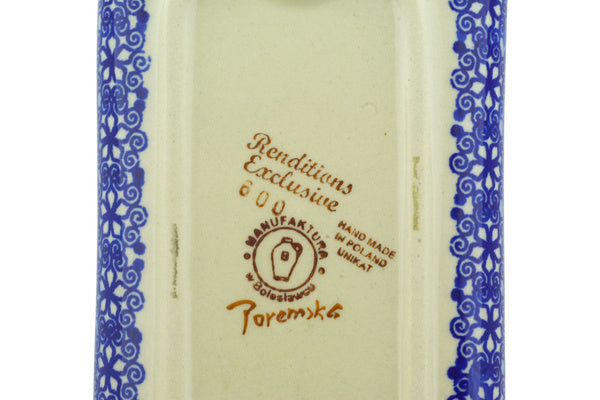 Renditions
Exclusive
600
MANUFAKTURA
B
w Bolesławcu
HAND MADE
IN POLAND
UNIKAT
Poremska